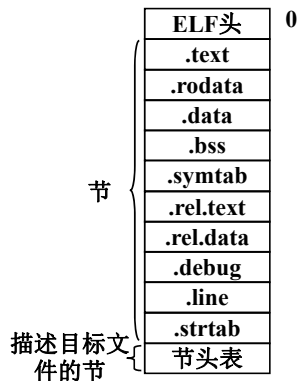 ELF头 0
.text
.rodata
.data
.bss
节
.symtab
.rel.text
.rel.data
.debug
.line
.strtab
描述目标文
件的节
节头表